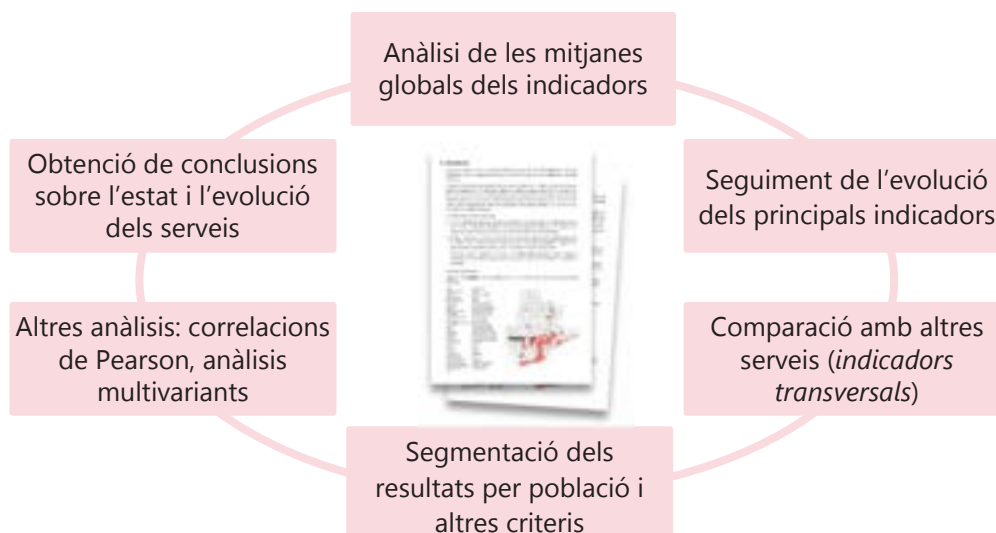 Anàlisi de les mitjanes
globals dels indicadors
Seguiment de l’evolució
dels principals indicadors
Comparació amb altres
serveis (indicadors
transversals)
Segmentació dels
resultats per població i
altres criteris
Altres anàlisis: correlacions
de Pearson, anàlisis
multivariants
Obtenció de conclusions
sobre l’estat i l’evolució
dels serveis